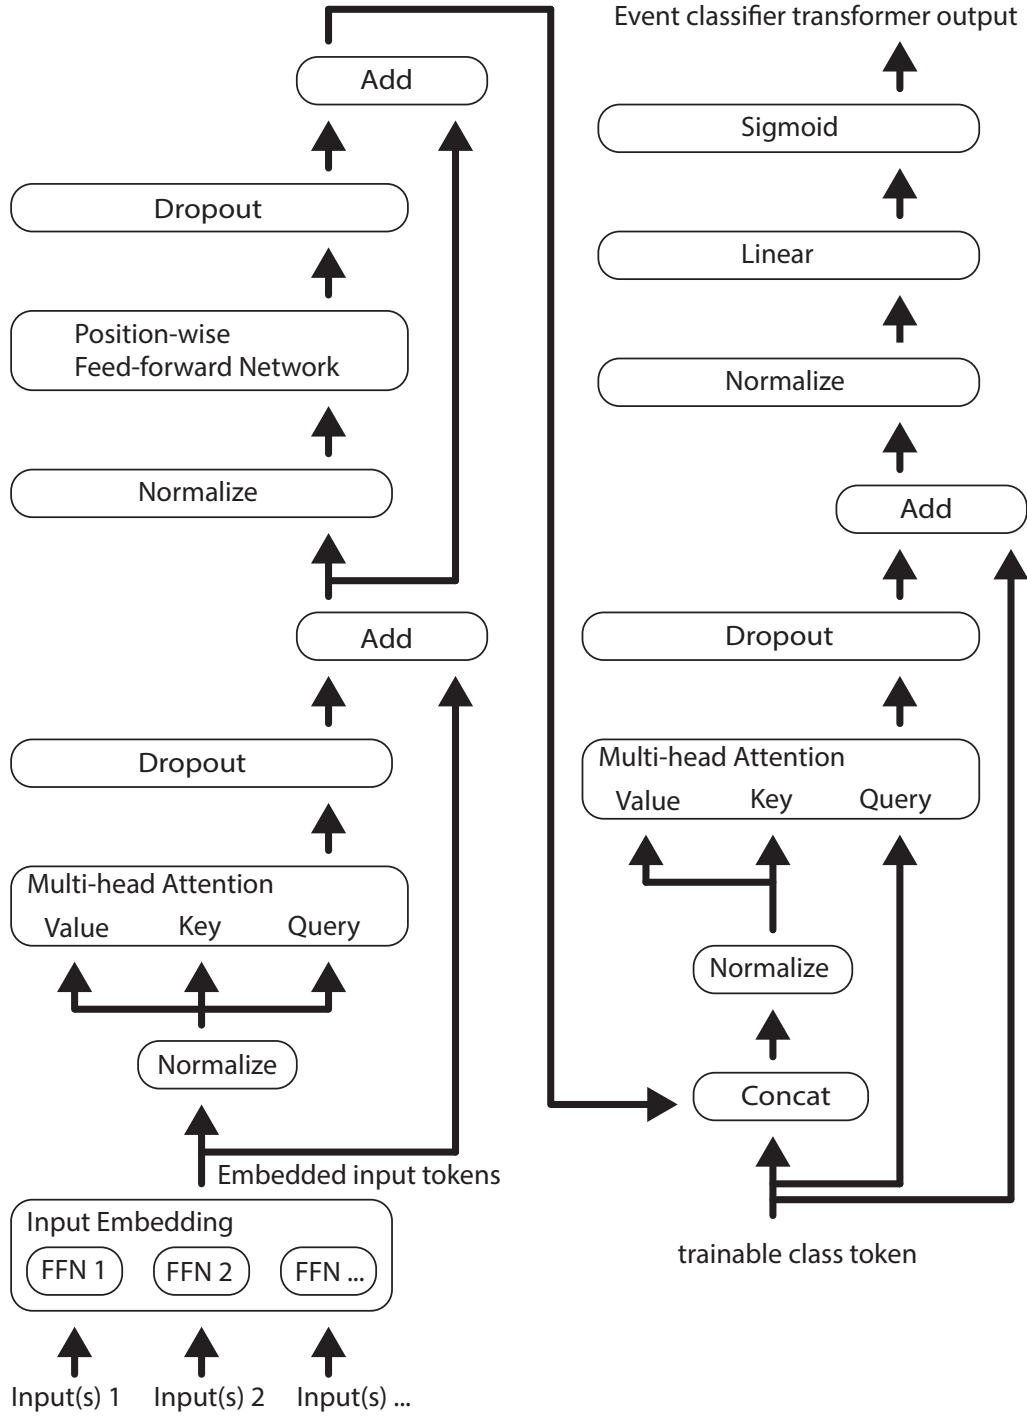 Add
Dropout
Position-wise
Feed-forward Network
Normalize
Add
Dropout
Multi-head Attention
Value Key Query
Normalize
Embedded input tokens
Input Embedding
FFN 1 FFN 2 FFN ...
Input(s) 1 Input(s) 2 Input(s) ...
Event classifier transformer output
Sigmoid
Linear
Normalize
Add
Dropout
Multi-head Attention
Value Key Query
Normalize
Concat
trainable class token